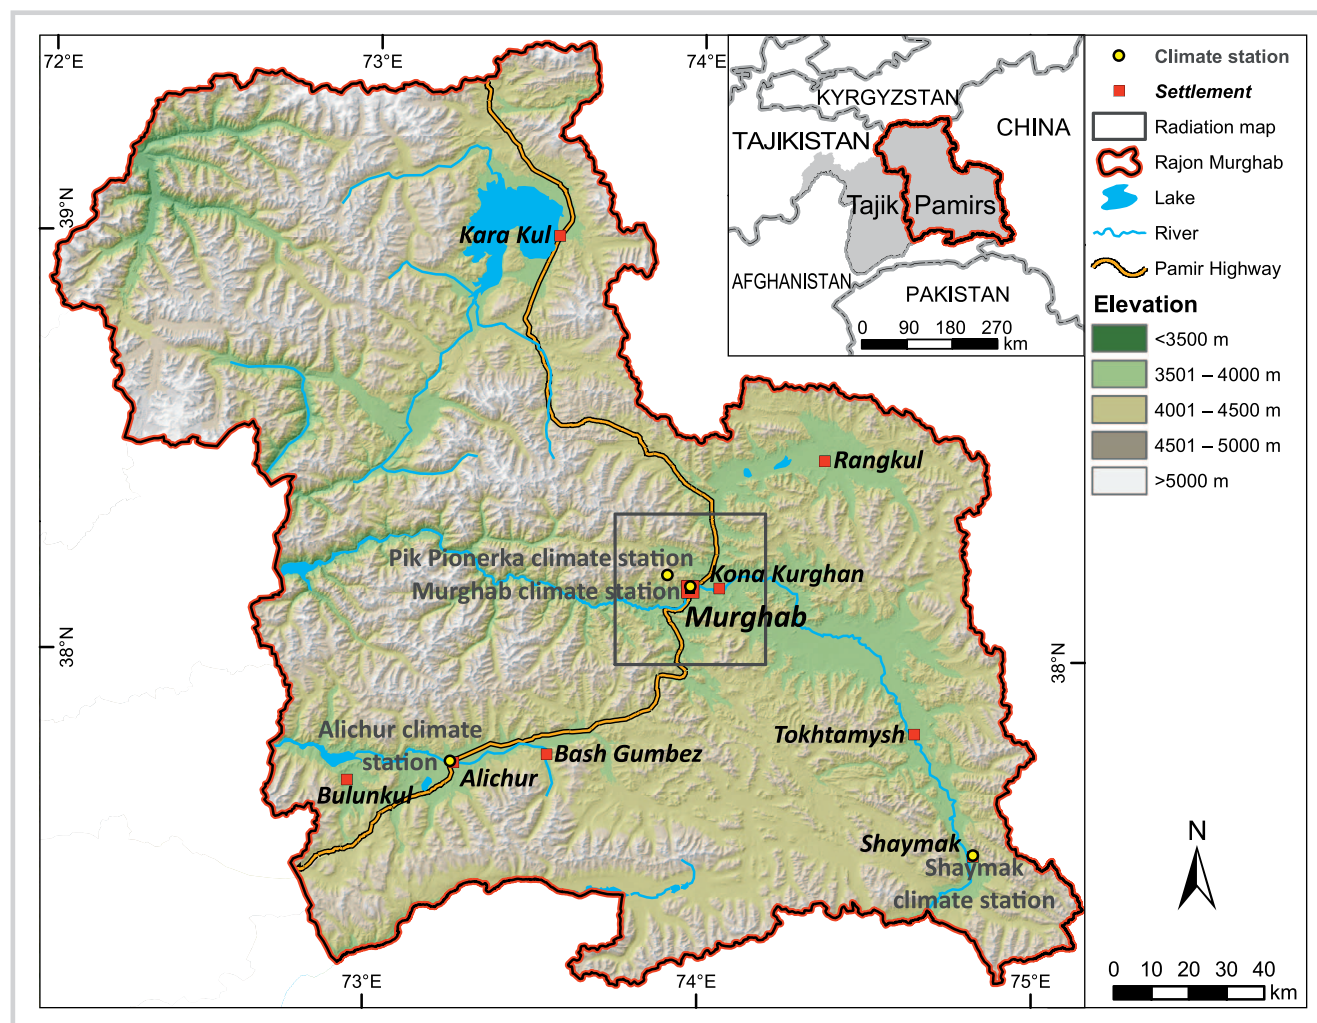 72°E
73°E
74°E
39°N
38°N
38°N
73°E
74°E
75°E
Kara Kul
Rangkul
Pik Pionerka climate station
Kona Kurghan
Murghab climate station
Murghab
Alichur climate
station
Tokhtamysh
Bash Gumbez
Alichur
Bulunkul
Shaymak
Shaymak
climate station
KYRGYZSTAN
CHINA
TAJIKISTAN
Tajik Pamirs
AFGHANISTAN
PAKISTAN
0 90 180 270
km
Climate station
Settlement
Radiation map
Rajon Murghab
Lake
River
Pamir Highway
Elevation
<3500 m
3501 – 4000 m
4001 – 4500 m
4501 – 5000 m
>5000 m
N
0 10 20 30 40
km